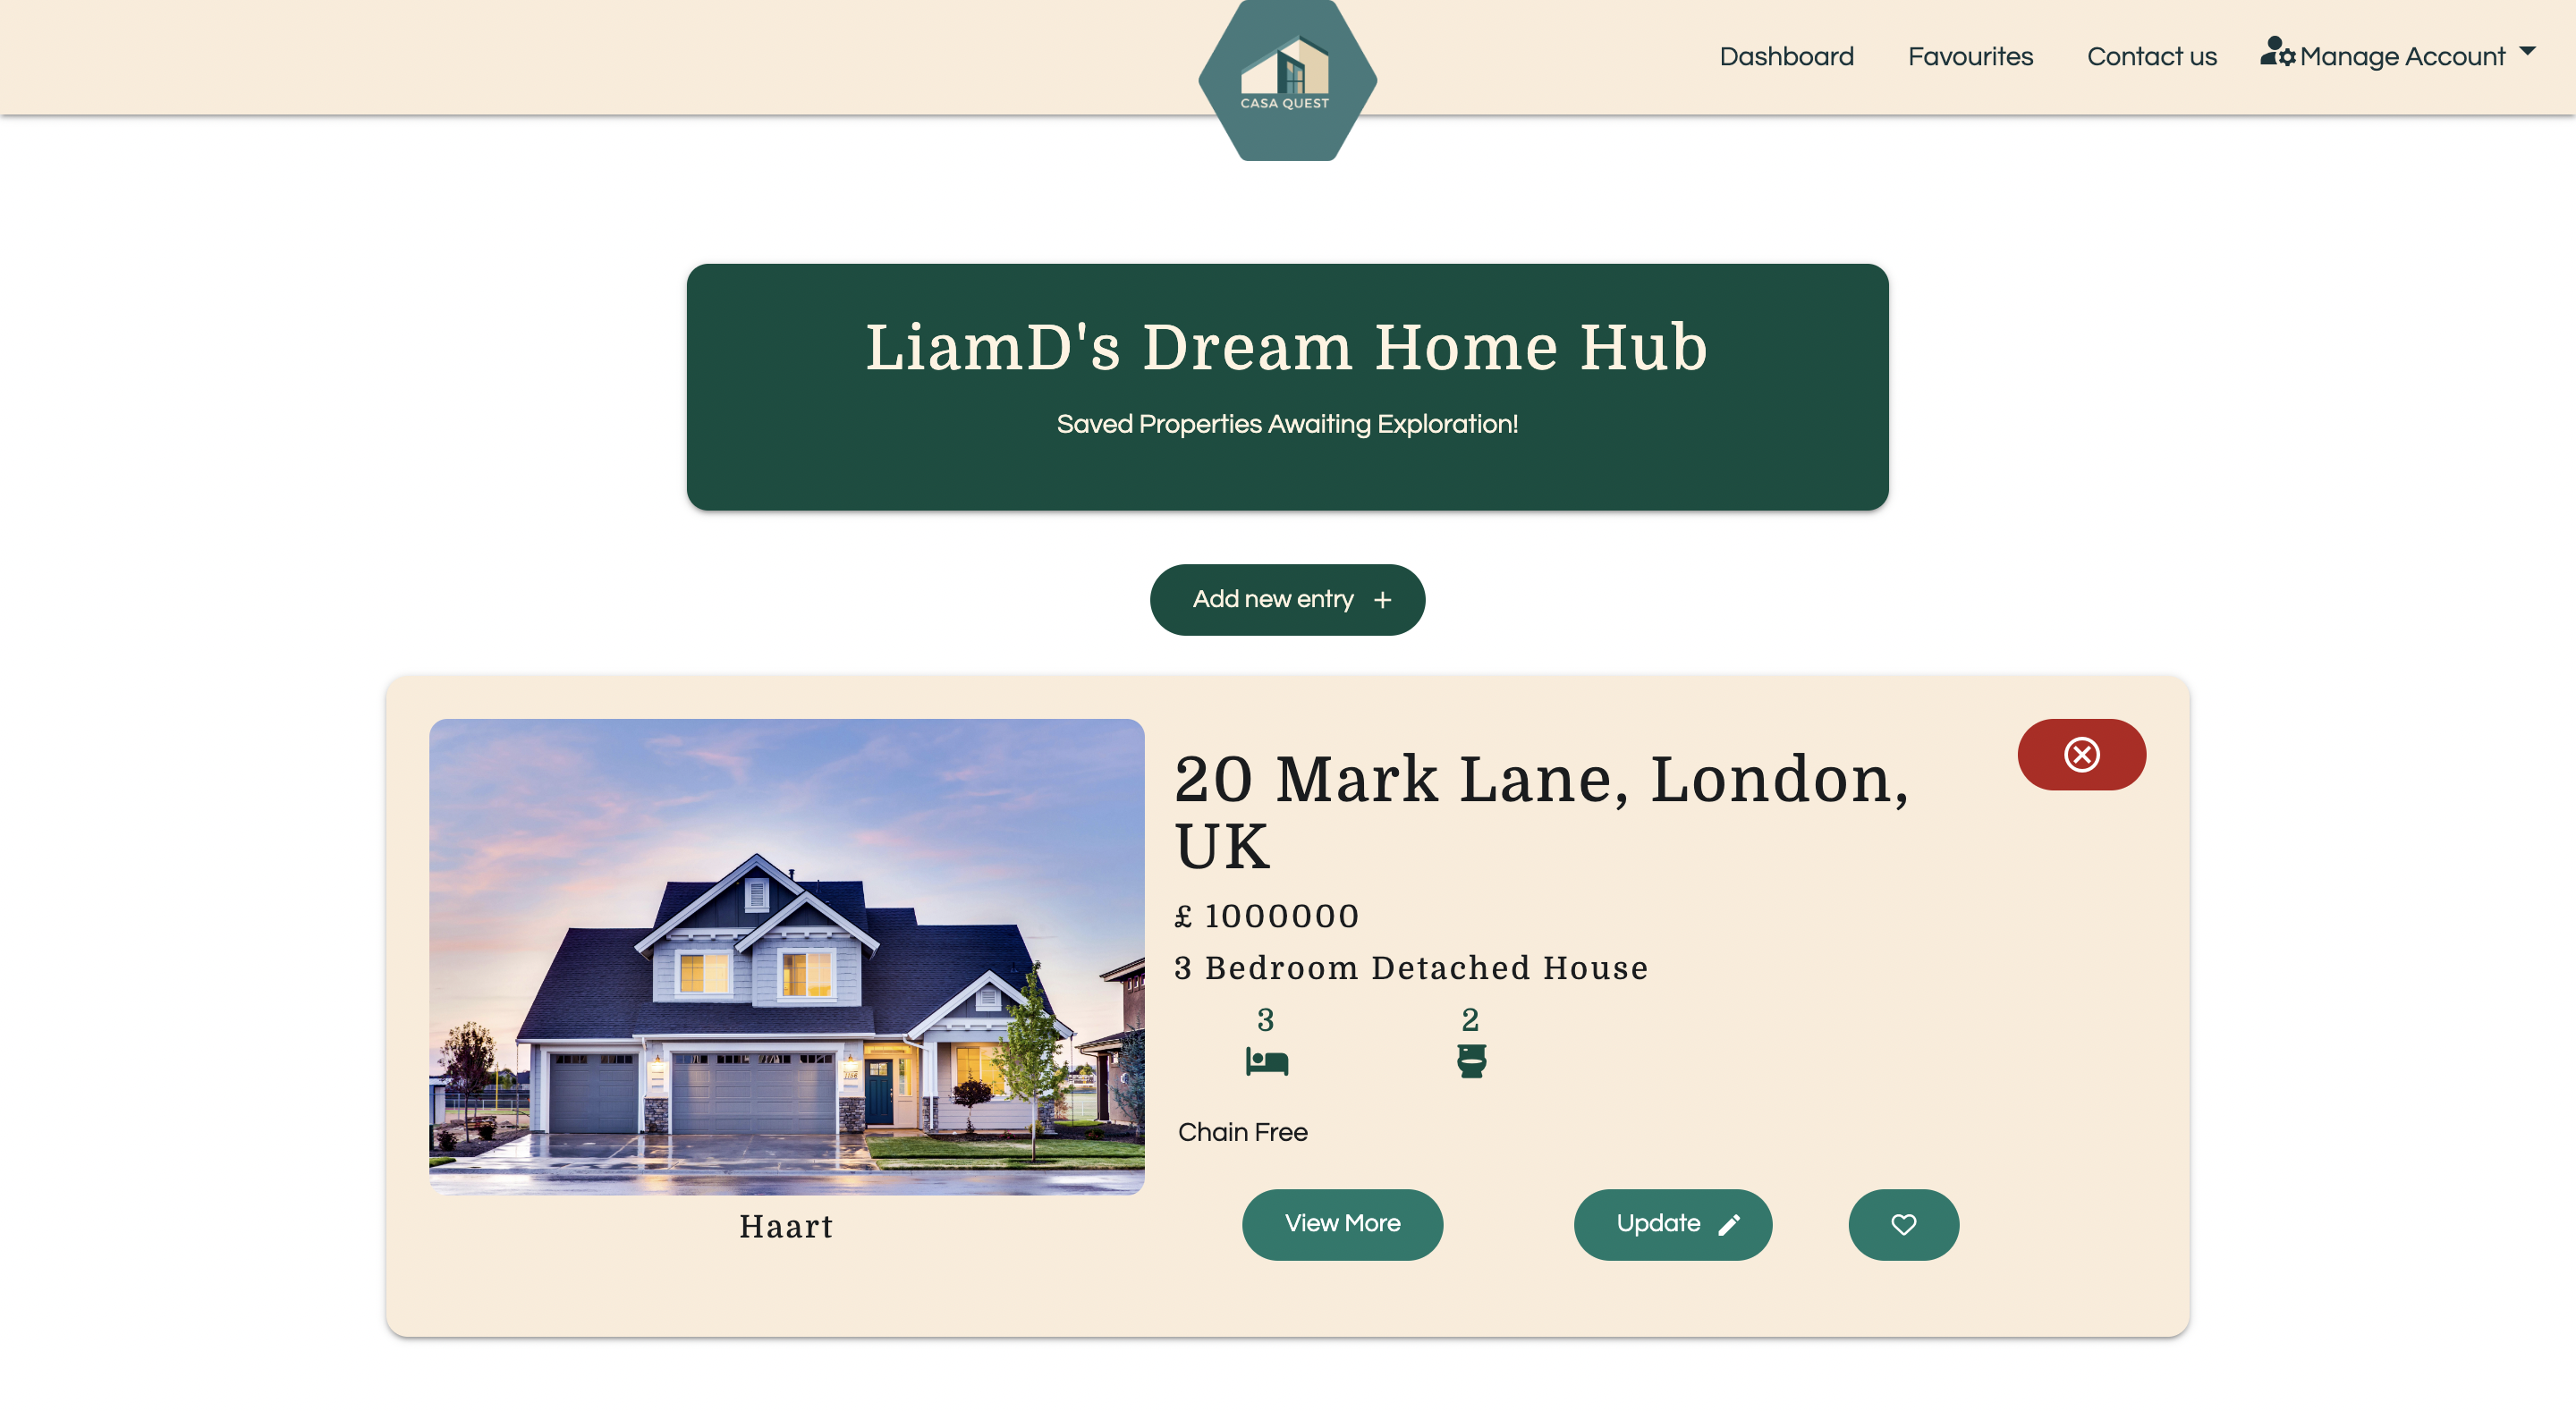 CASA QUEST
Dashboard
Favourites
Contact us
Manage Account
LiamD's Dream Home Hub
Saved Properties Awaiting Exploration!
Add new entry +
20 Mark Lane, London,
UK
£ 1000000
3 Bedroom Detached House
3
2
Chain Free
Haart
View More
Update